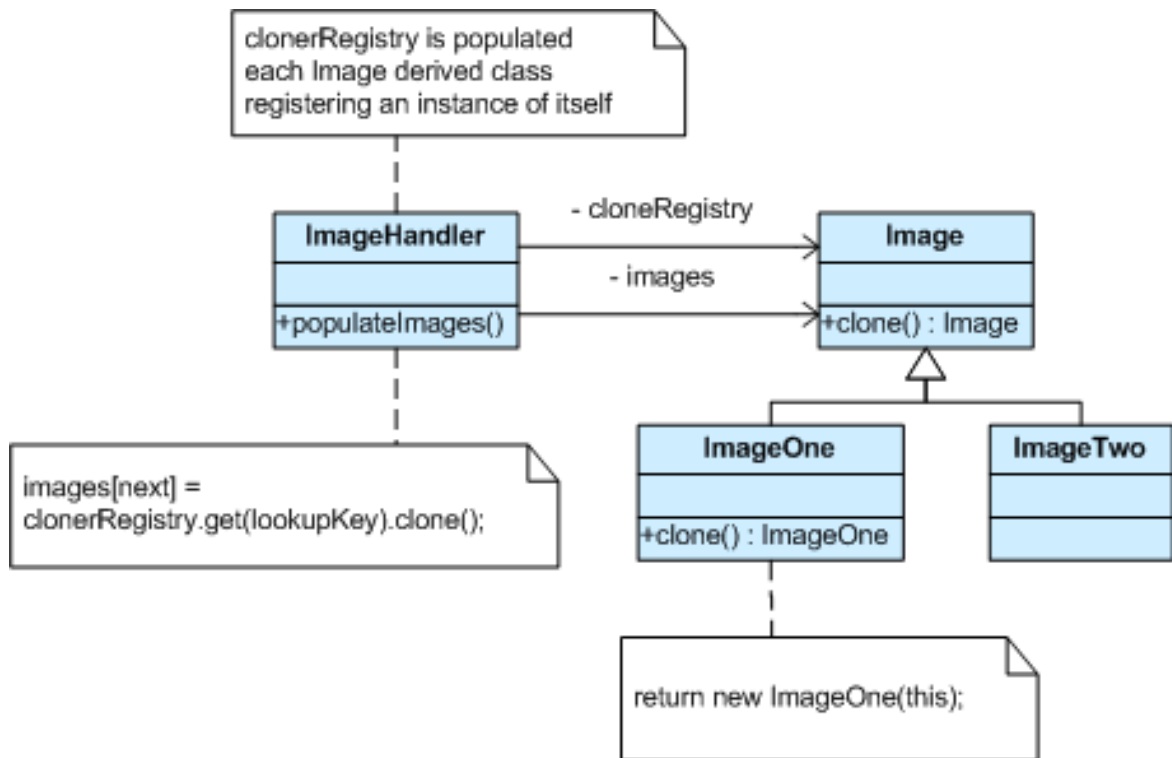 clonerRegistry is populated
each Image derived class
registering an instance of itself
- cloneRegistry
ImageHandler
Image
- images
+populateImages()
+clone() : Image
ImageOne
ImageTwo
images[next] =
clonerRegistry.get(lookupKey).clone();
+clone() : ImageOne
return new ImageOne(this);